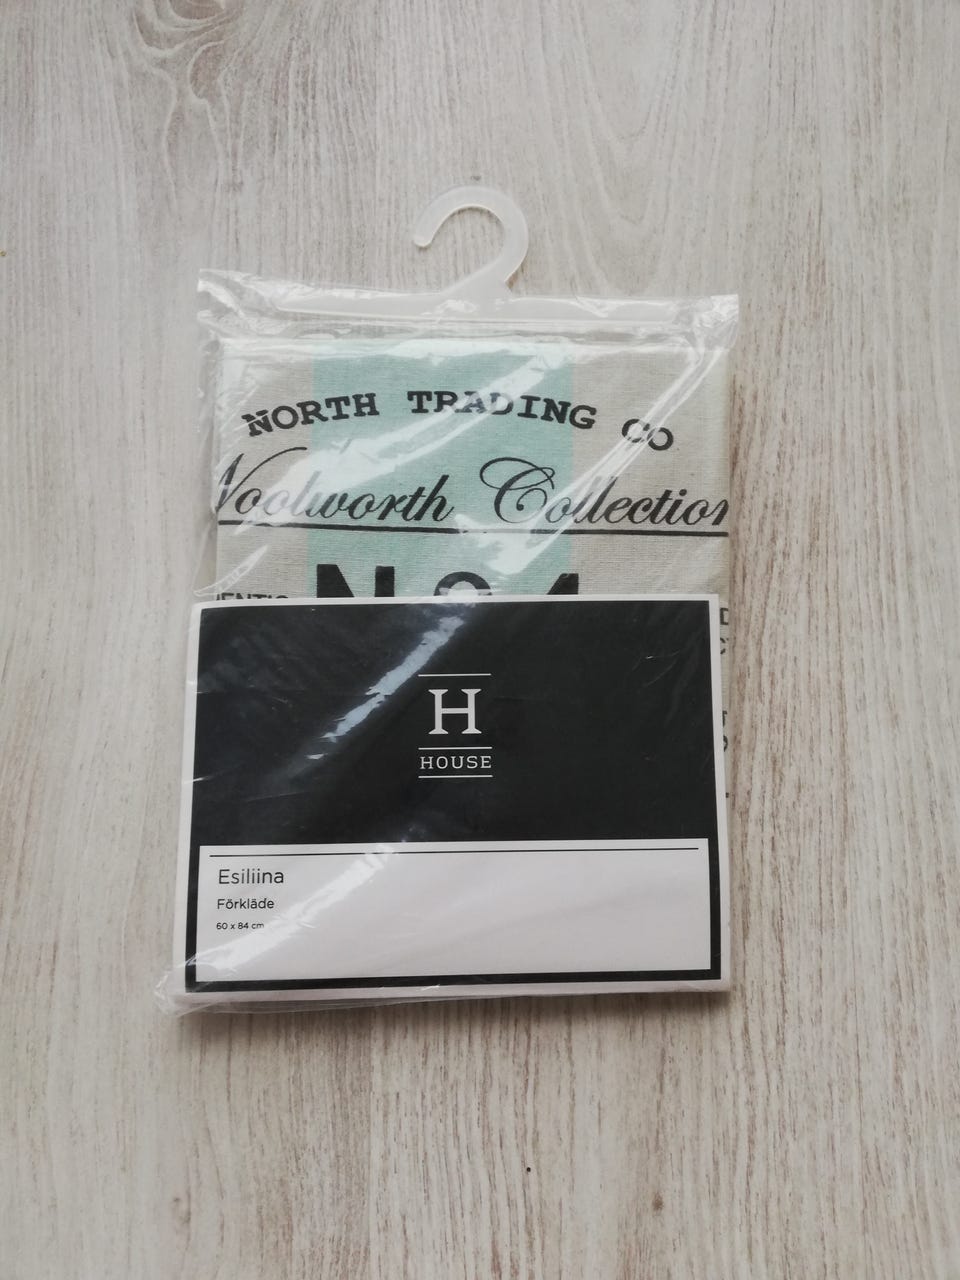 NORTH TRADING CO
Woolworth Collection
H
HOUSE
Esiliina
Förkläde
60 x 84 cm